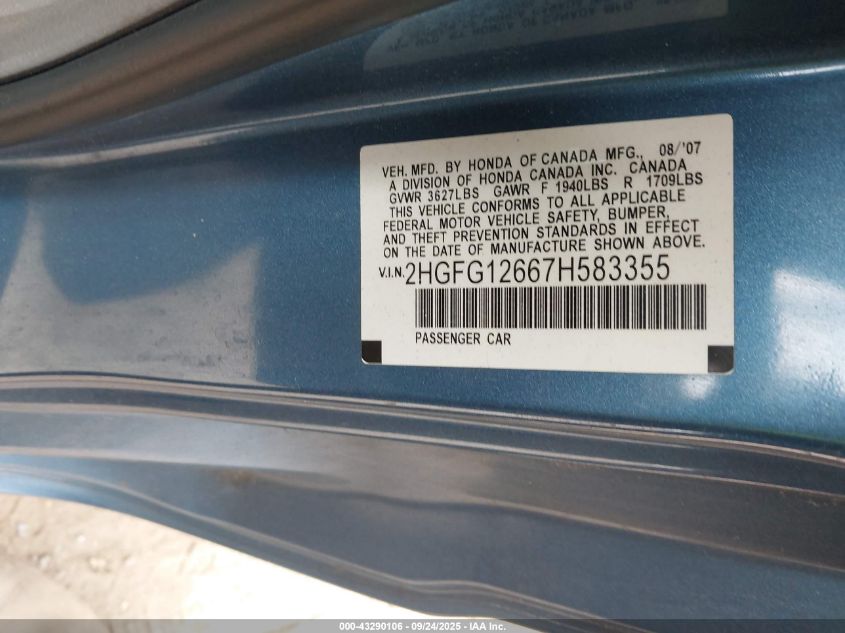 VEH. MFD. BY HONDA OF CANADA MFG., 08/'07
A DIVISION OF HONDA CANADA INC. CANADA
GVWR 3627LBS GAWR F 1940LBS R 1709LBS
THIS VEHICLE CONFORMS TO ALL APPLICABLE
FEDERAL MOTOR VEHICLE SAFETY, BUMPER,
AND THEFT PREVENTION STANDARDS IN EFFECT
ON THE DATE OF MANUFACTURE SHOWN ABOVE.
V.I.N. 2HGFG12667H583355
PASSENGER CAR
000-43290106 - 09/24/2025 - IAA Inc.